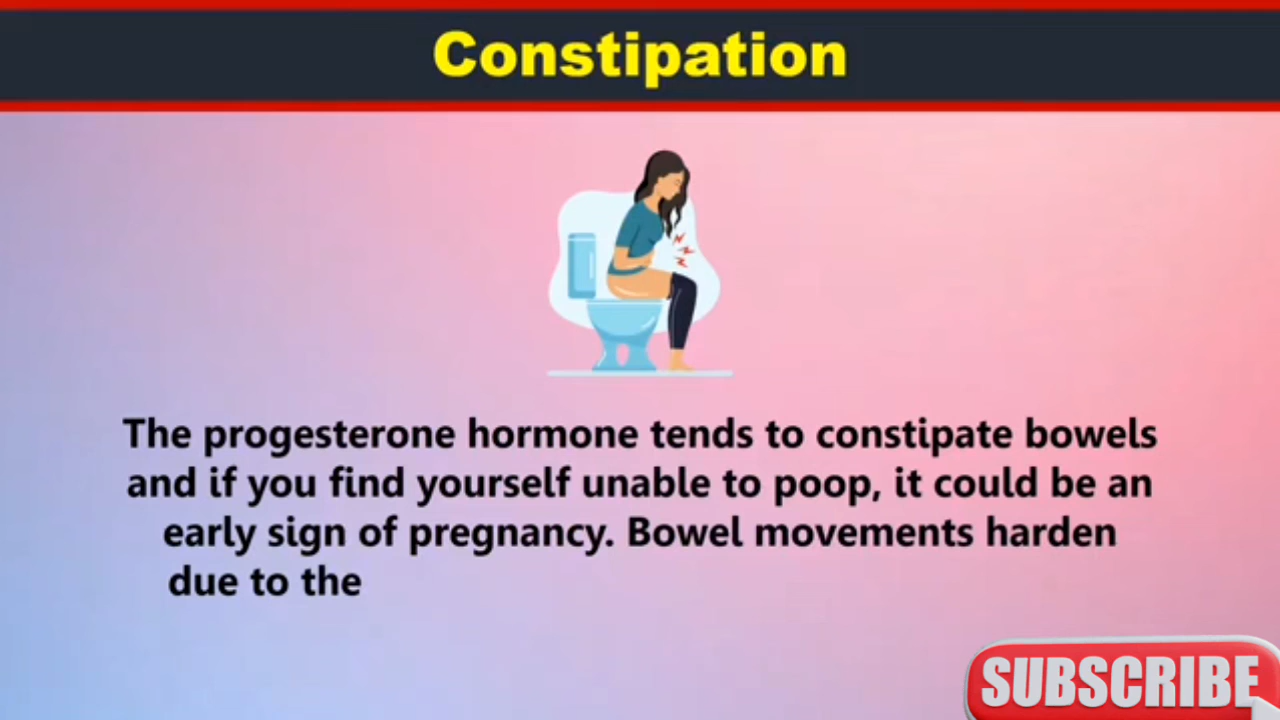 Constipation
The progesterone hormone tends to constipate bowels
and if you find yourself unable to poop, it could be an
early sign of pregnancy. Bowel movements harden
due to the
SUBSCRIBE